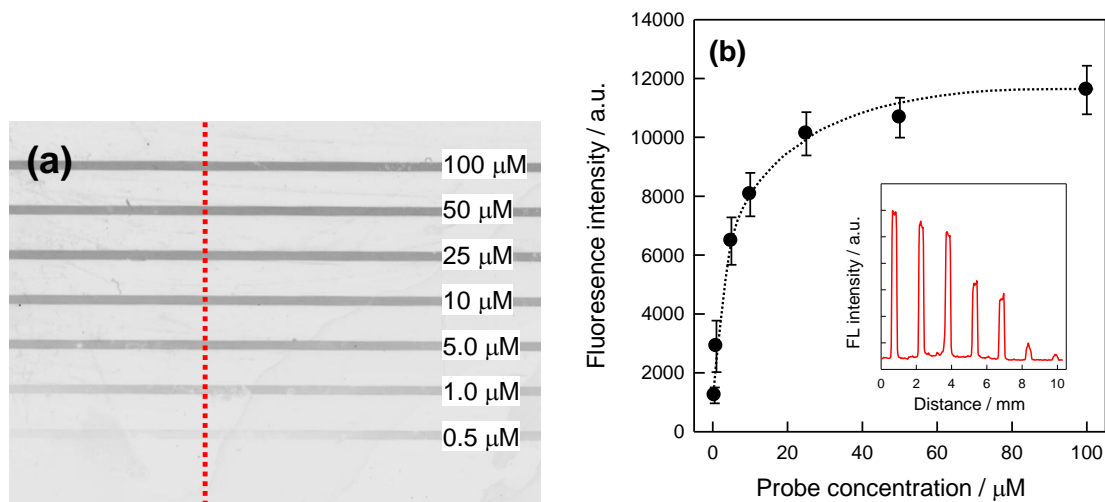 (a)
100 μM
50 μM
25 μM
10 μM
5.0 μM
1.0 μM
0.5 μM
(b)
Fluoresence intensity / a.u.
14000
12000
10000
8000
6000
4000
2000
0
0 20 40 60 80 100
Probe concentration / μM
FL intensity / a.u.
0 2 4 6 8 10
Distance / mm